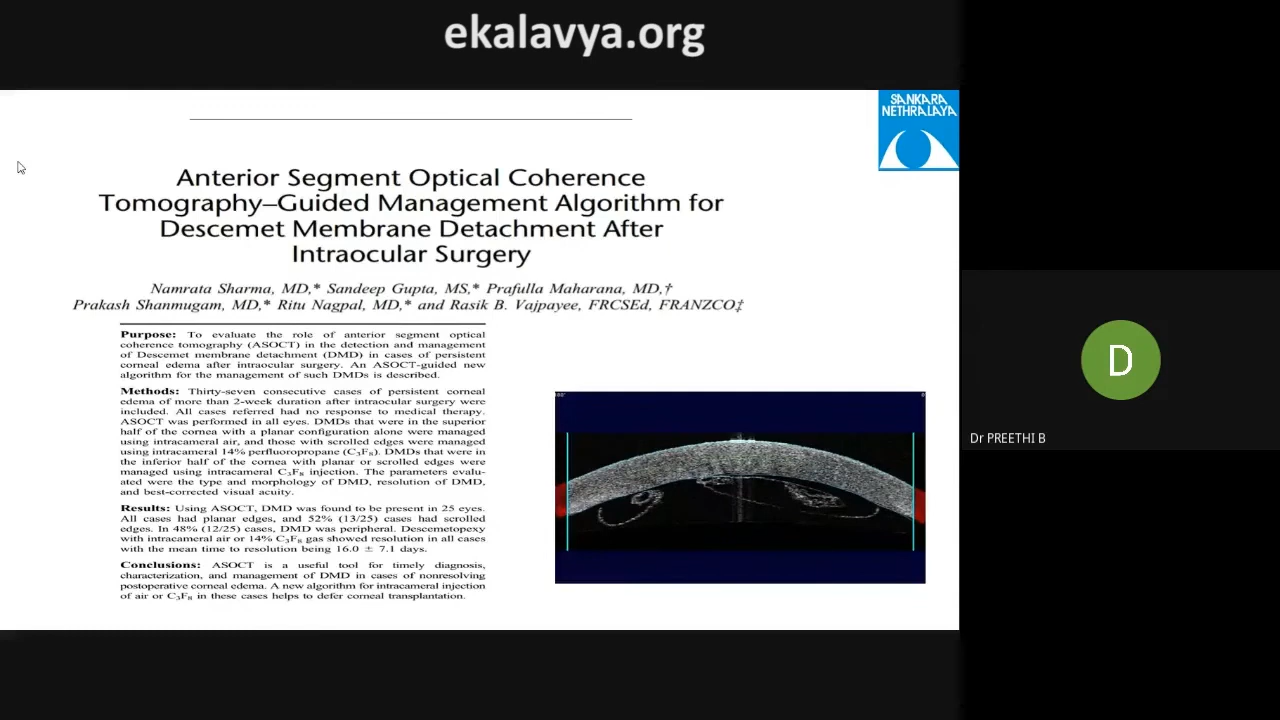 ekalavya.org
SANKARA
NETHRALAYA
Anterior Segment Optical Coherence
Tomography–Guided Management Algorithm for
Descemet Membrane Detachment After
Intraocular Surgery
Namrata Sharma, MD,* Sandeep Gupta, MS,* Prafulla Maharana, MD,†
Prakash Shanmugam, MD,* Ritu Nagpal, MD,* and Rasik B. Vajpayee, FRCSEd, FRANZCO‡
Purpose: To evaluate the role of anterior segment optical
coherence tomography (ASOCT) in the detection and management
of Descemet membrane detachment (DMD) in cases of persistent
corneal edema after intraocular surgery. An ASOCT-guided new
algorithm for the management of such DMDs is described.
Methods: Thirty-seven consecutive cases of persistent corneal
edema of more than 2-week duration after intraocular surgery were
included. All cases referred had no response to medical therapy.
ASOCT was performed in all eyes. DMDs that were in the superior
half of the cornea with a planar configuration alone were managed
using intracameral air, and those with scrolled edges were managed
using intracameral 14% perfluoropropane (C₃F₈). DMDs that were in
the inferior half of the cornea with planar or scrolled edges were
managed using intracameral C₃F₈ injection. The parameters evalu-
ated were the type and morphology of DMD, resolution of DMD,
and best-corrected visual acuity.
Results: Using ASOCT, DMD was found to be present in 25 eyes.
All cases had planar edges, and 52% (13/25) cases had scrolled
edges. In 48% (12/25) cases, DMD was peripheral. Descemetopexy
with intracameral air or 14% C₃F₈ gas showed resolution in all cases
with the mean time to resolution being 16.0 ± 7.1 days.
Conclusions: ASOCT is a useful tool for timely diagnosis,
characterization, and management of DMD in cases of nonresolving
postoperative corneal edema. A new algorithm for intracameral injection
of air or C₃F₈ in these cases helps to defer corneal transplantation.
D
Dr PREETHI B